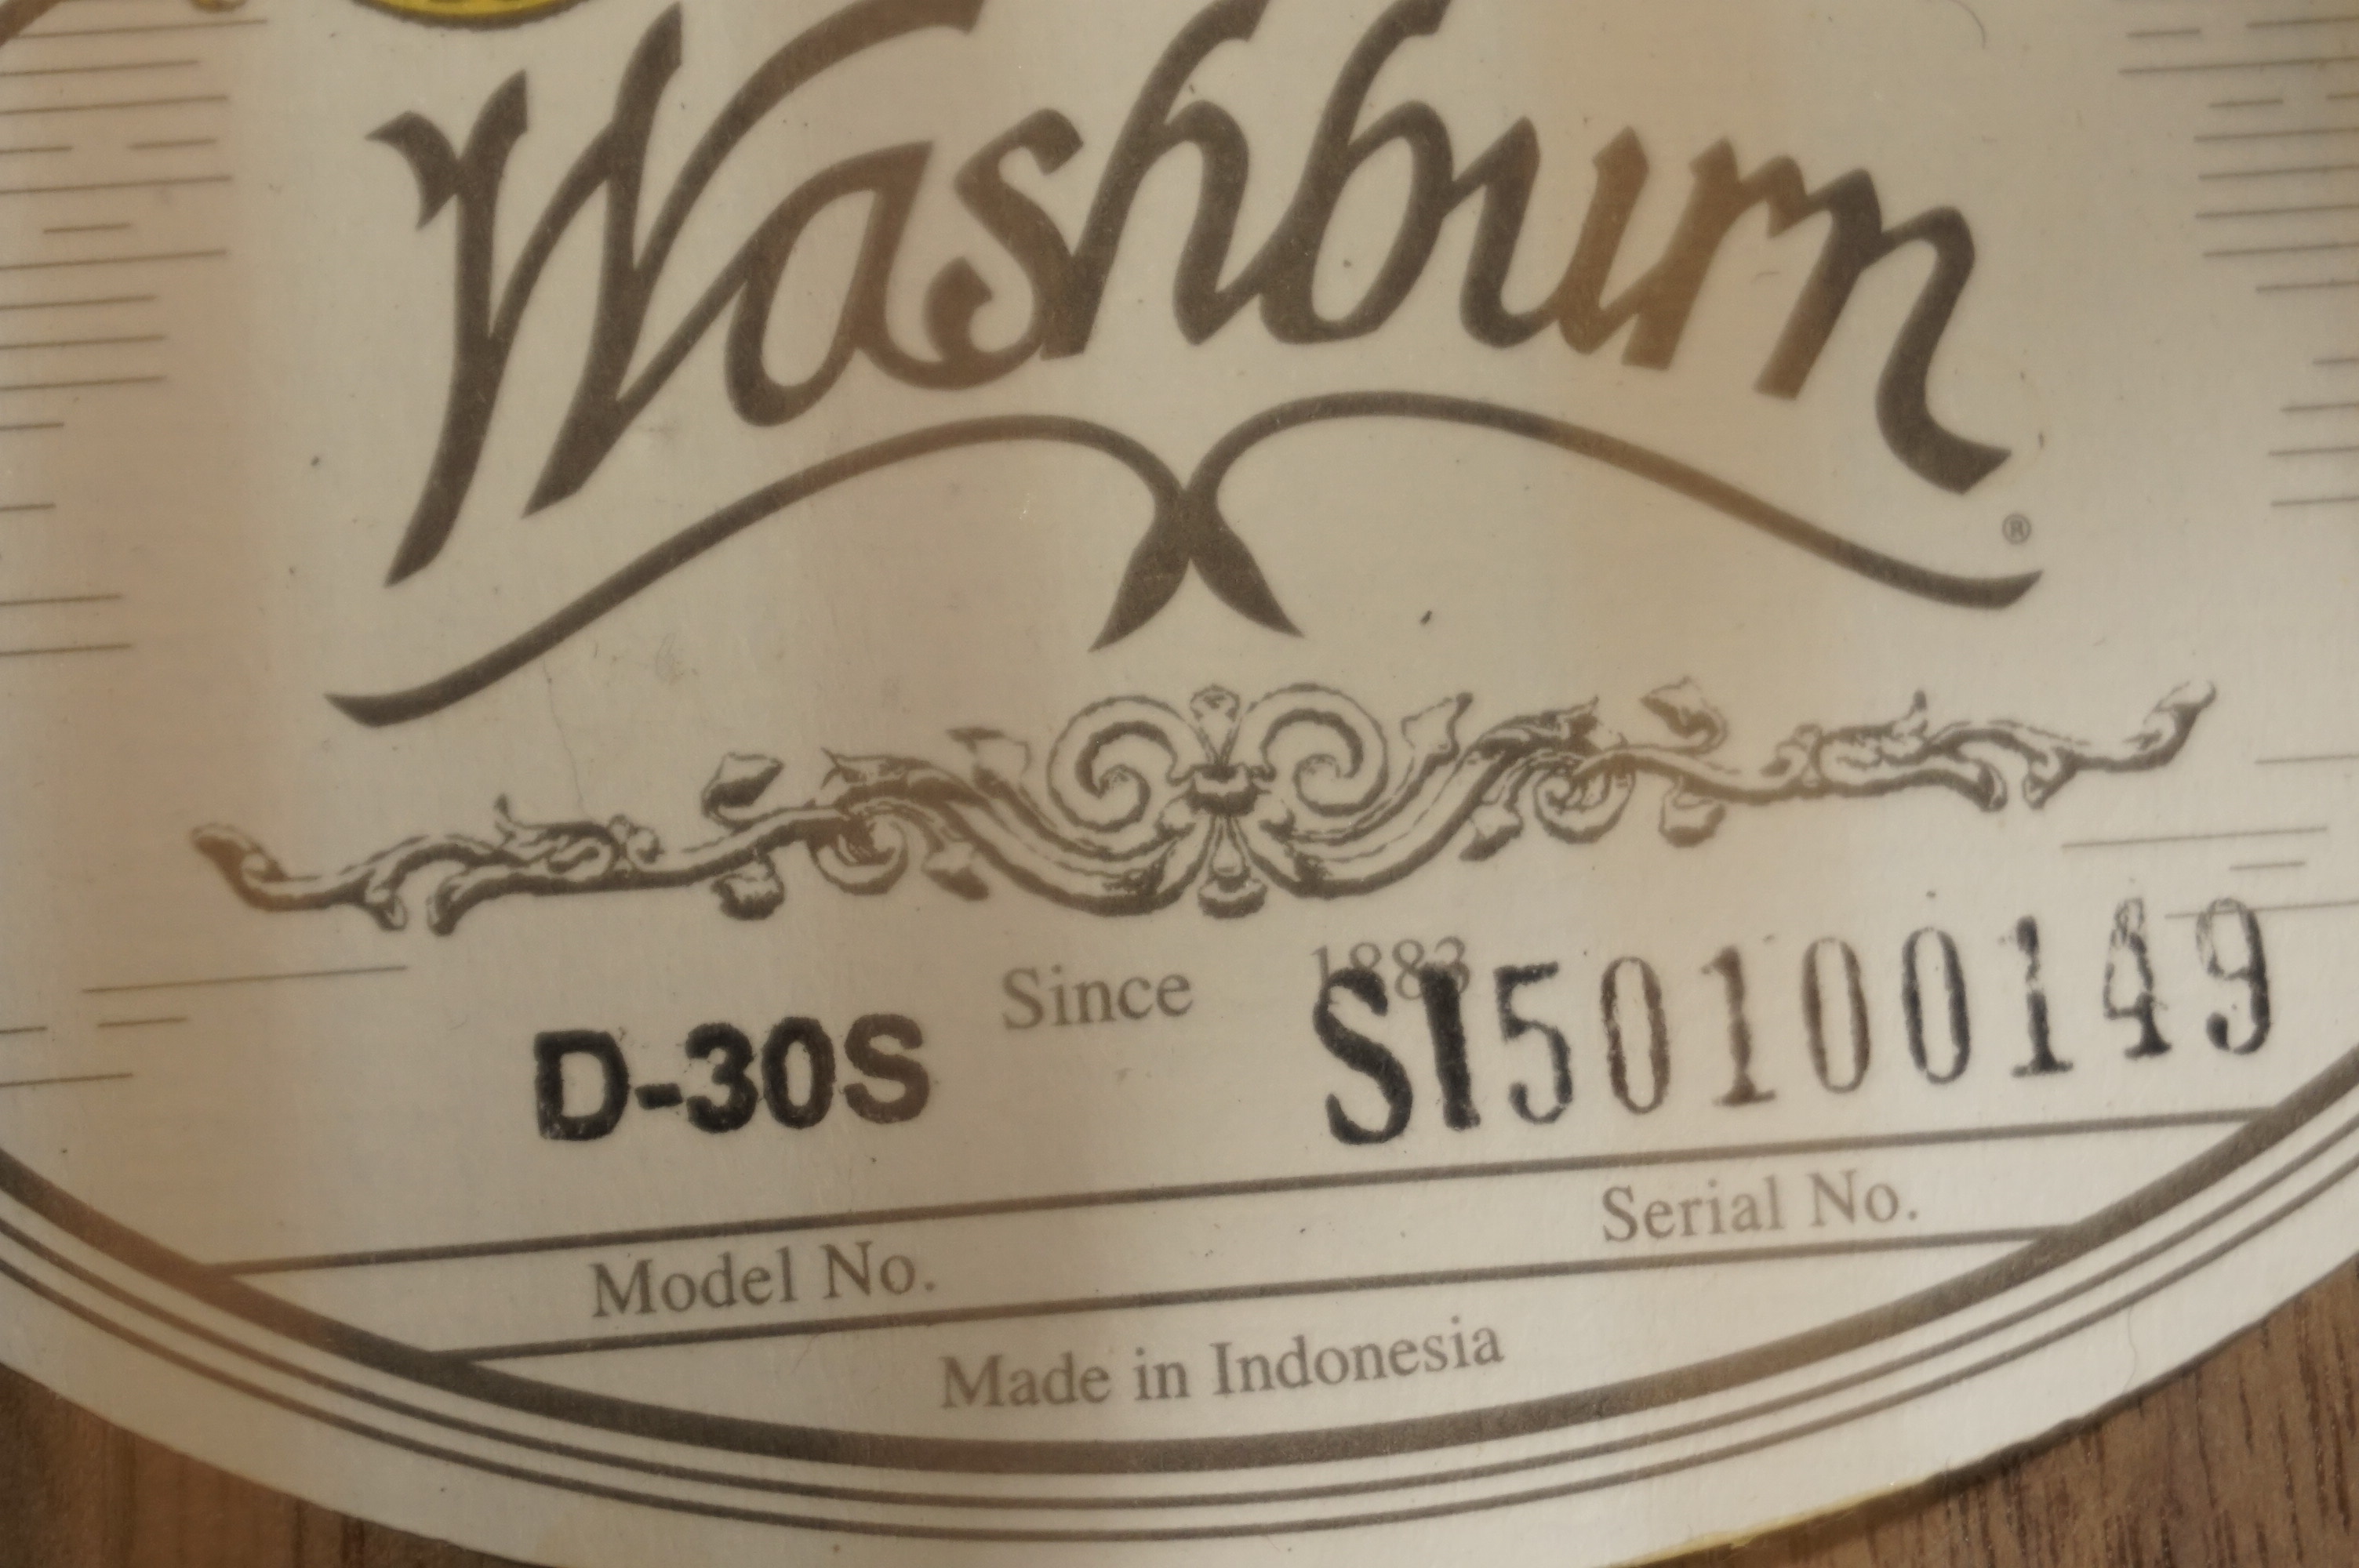 Washburn®
Since 1883
D-30S SI50100149
Model No. Serial No.
Made in Indonesia